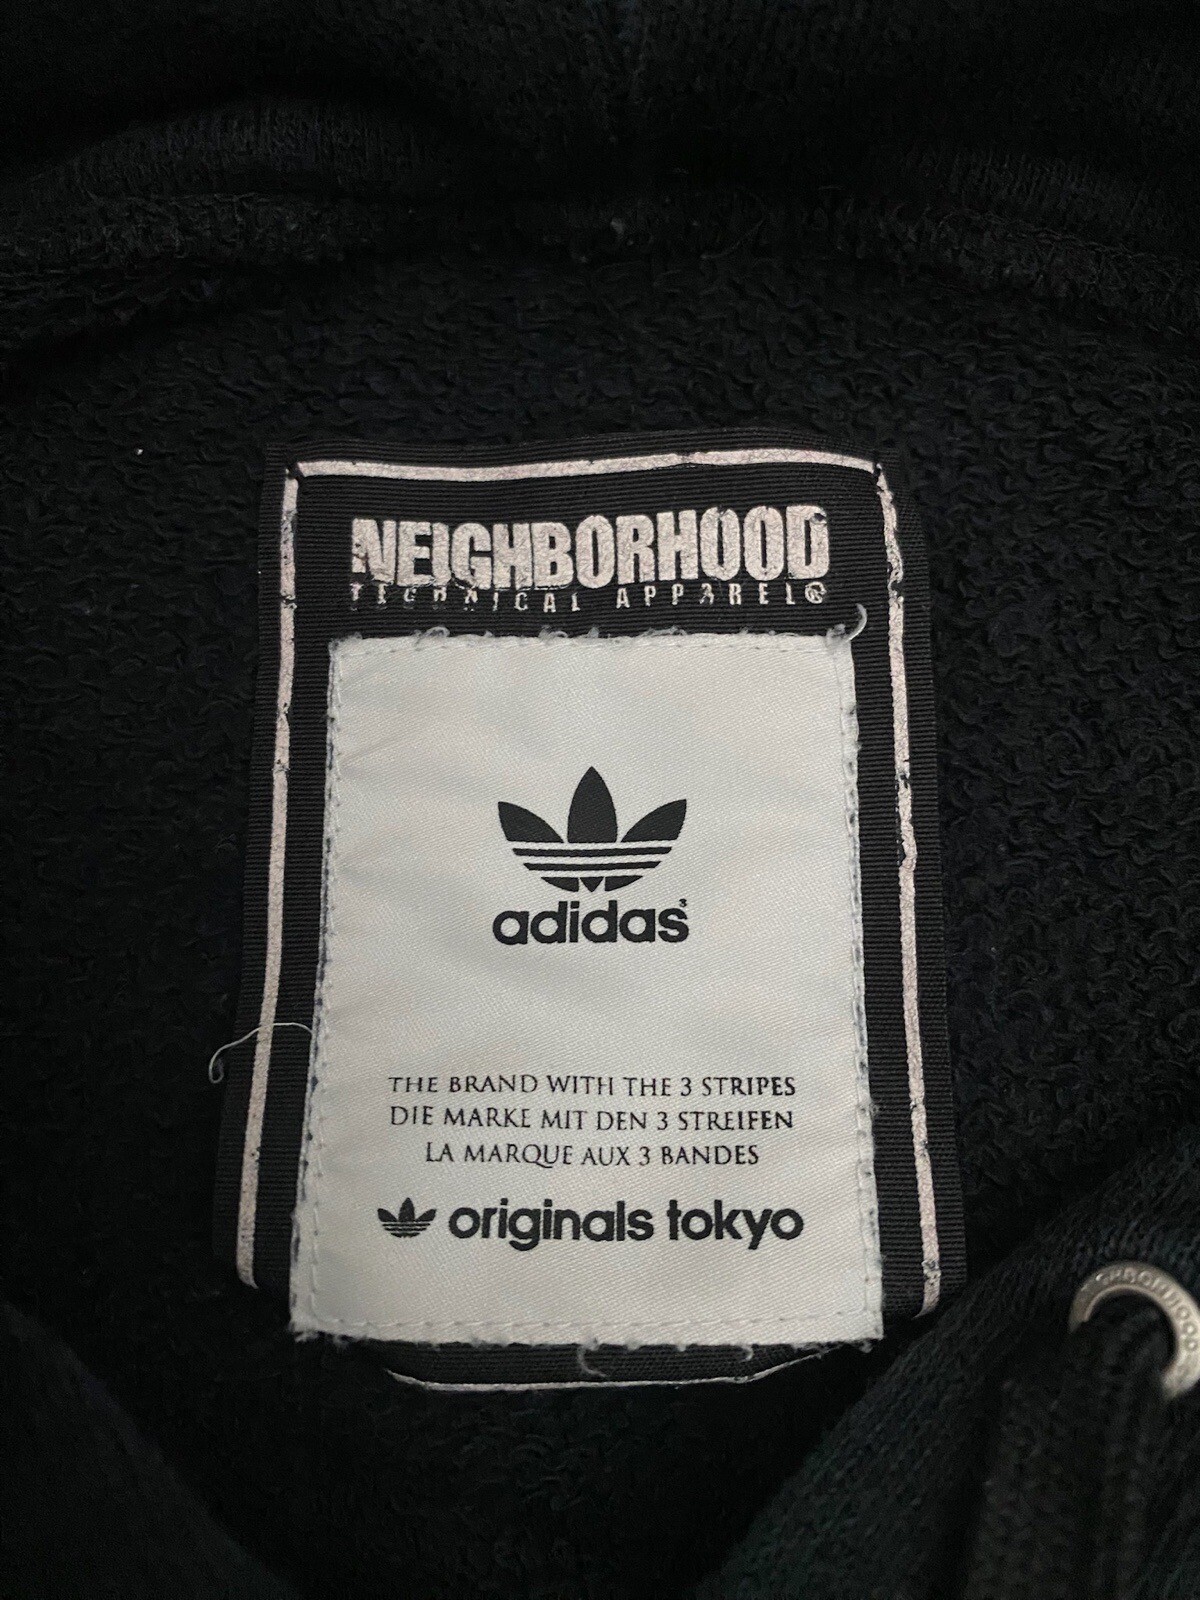 NEIGHBORHOOD
TECHNICAL APPAREL®
adidas³
THE BRAND WITH THE 3 STRIPES
DIE MARKE MIT DEN 3 STREIFEN
LA MARQUE AUX 3 BANDES
originals tokyo